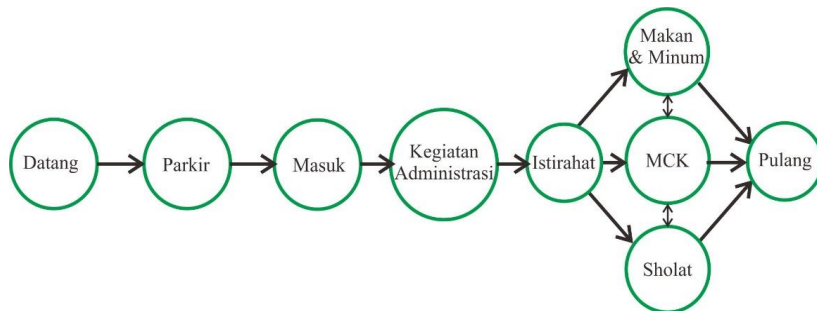 Datang
Parkir
Masuk
Kegiatan
Administrasi
Istirahat
Makan
& Minum
MCK
Sholat
Pulang